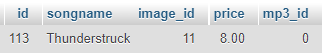 id songname image_id price mp3_id
113 Thunderstruck 11 8.00 0